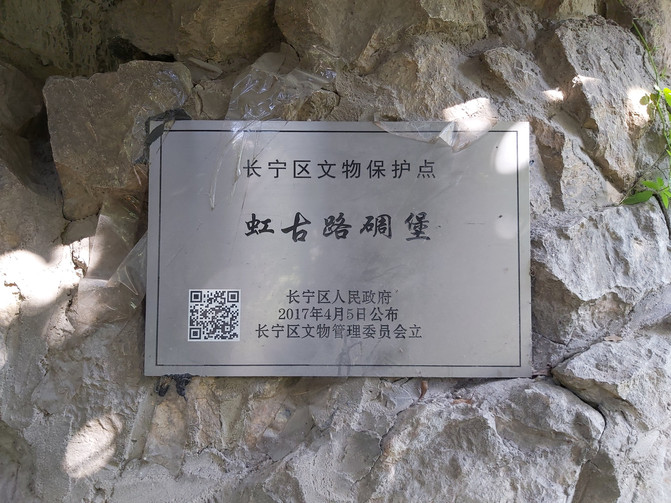 长宁区文物保护点
虹古路碉堡
长宁区人民政府
2017年4月5日公布
长宁区文物管理委员会立